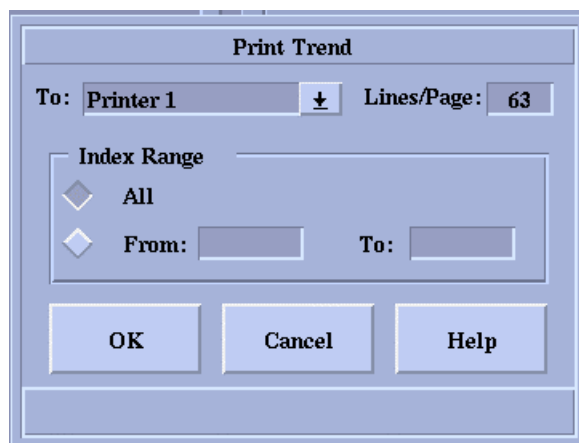 Print Trend
To: Printer 1 Lines/Page: 63
Index Range
All
From: To:
OK Cancel Help